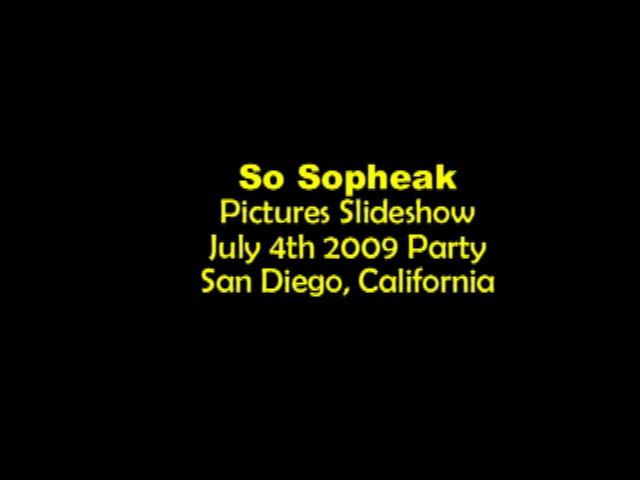 So Sopheak
Pictures Slideshow
July 4th 2009 Party
San Diego, California